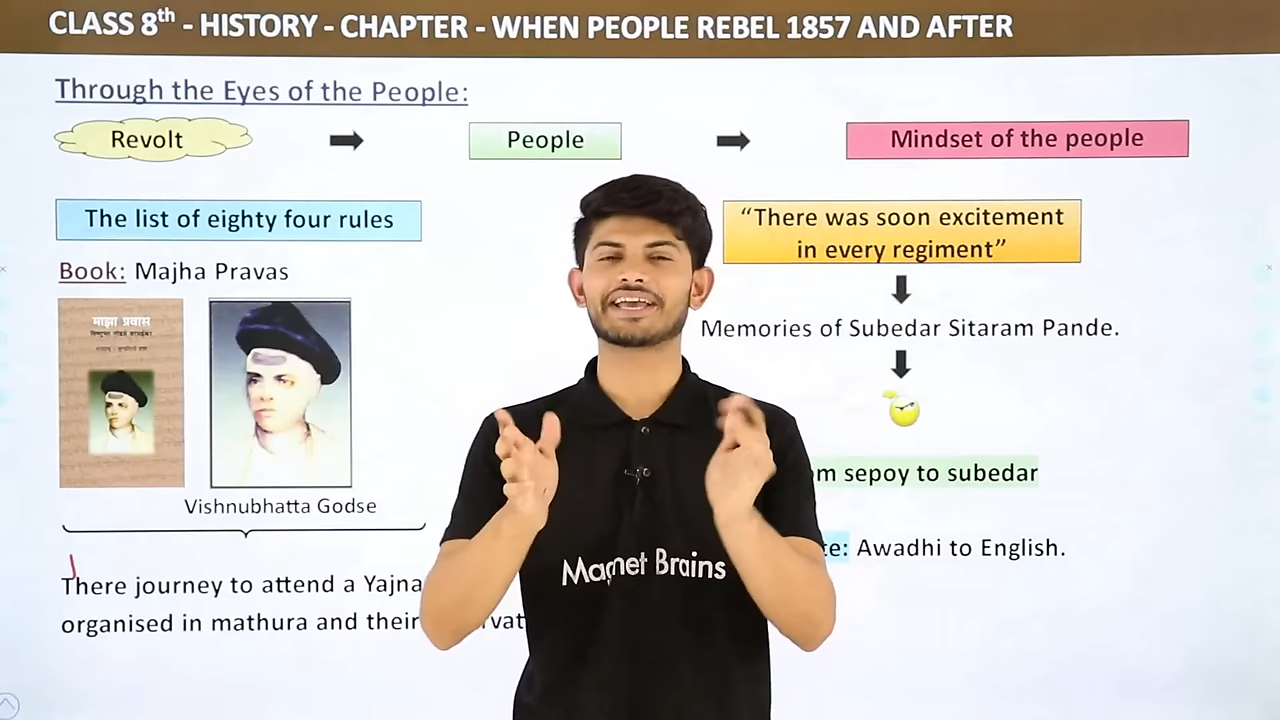 CLASS 8th - HISTORY - CHAPTER - WHEN PEOPLE REBEL 1857 AND AFTER
Through the Eyes of the People:
Revolt
People
Mindset of the people
The list of eighty four rules
Book: Majha Pravas
माझा प्रवास
Vishnubhatta Godse
There journey to attend a Yajna
organised in mathura and their
“There was soon excitement
in every regiment”
Memories of Subedar Sitaram Pande.
sepoy to subedar
Awadhi to English.
Magnet Brains